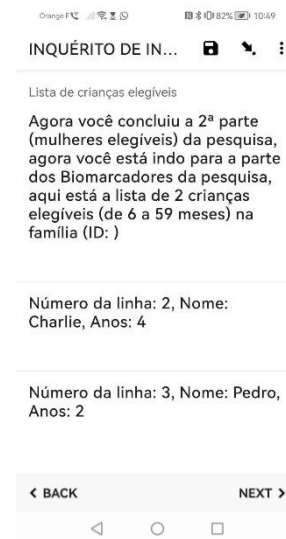 Orange F
82%
10:49
INQUÉRITO DE IN...
Lista de crianças elegíveis
Agora você concluiu a 2ª parte
(mulheres elegíveis) da pesquisa,
agora você está indo para a parte
dos Biomarcadores da pesquisa,
aqui está a lista de 2 crianças
elegíveis (de 6 a 59 meses) na
família (ID: )
Número da linha: 2, Nome:
Charlie, Anos: 4
Número da linha: 3, Nome: Pedro,
Anos: 2
BACK
NEXT